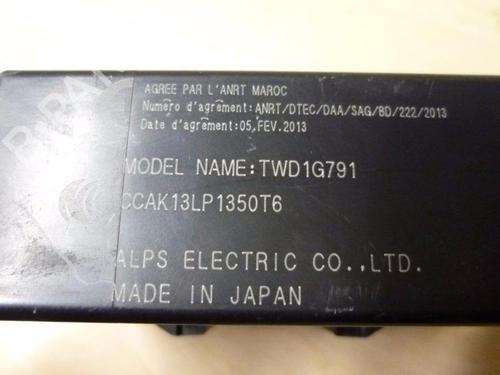 AGREE PAR L'ANRT MAROC
Numéro d'agrément:ANRT/DTEC/DAA/SAG/BD/222/2013
Date d'agrément:05,FEV.2013
MODEL NAME:TWD1G791
CCAK13LP1350T6
ALPS ELECTRIC CO.,LTD.
MADE IN JAPAN